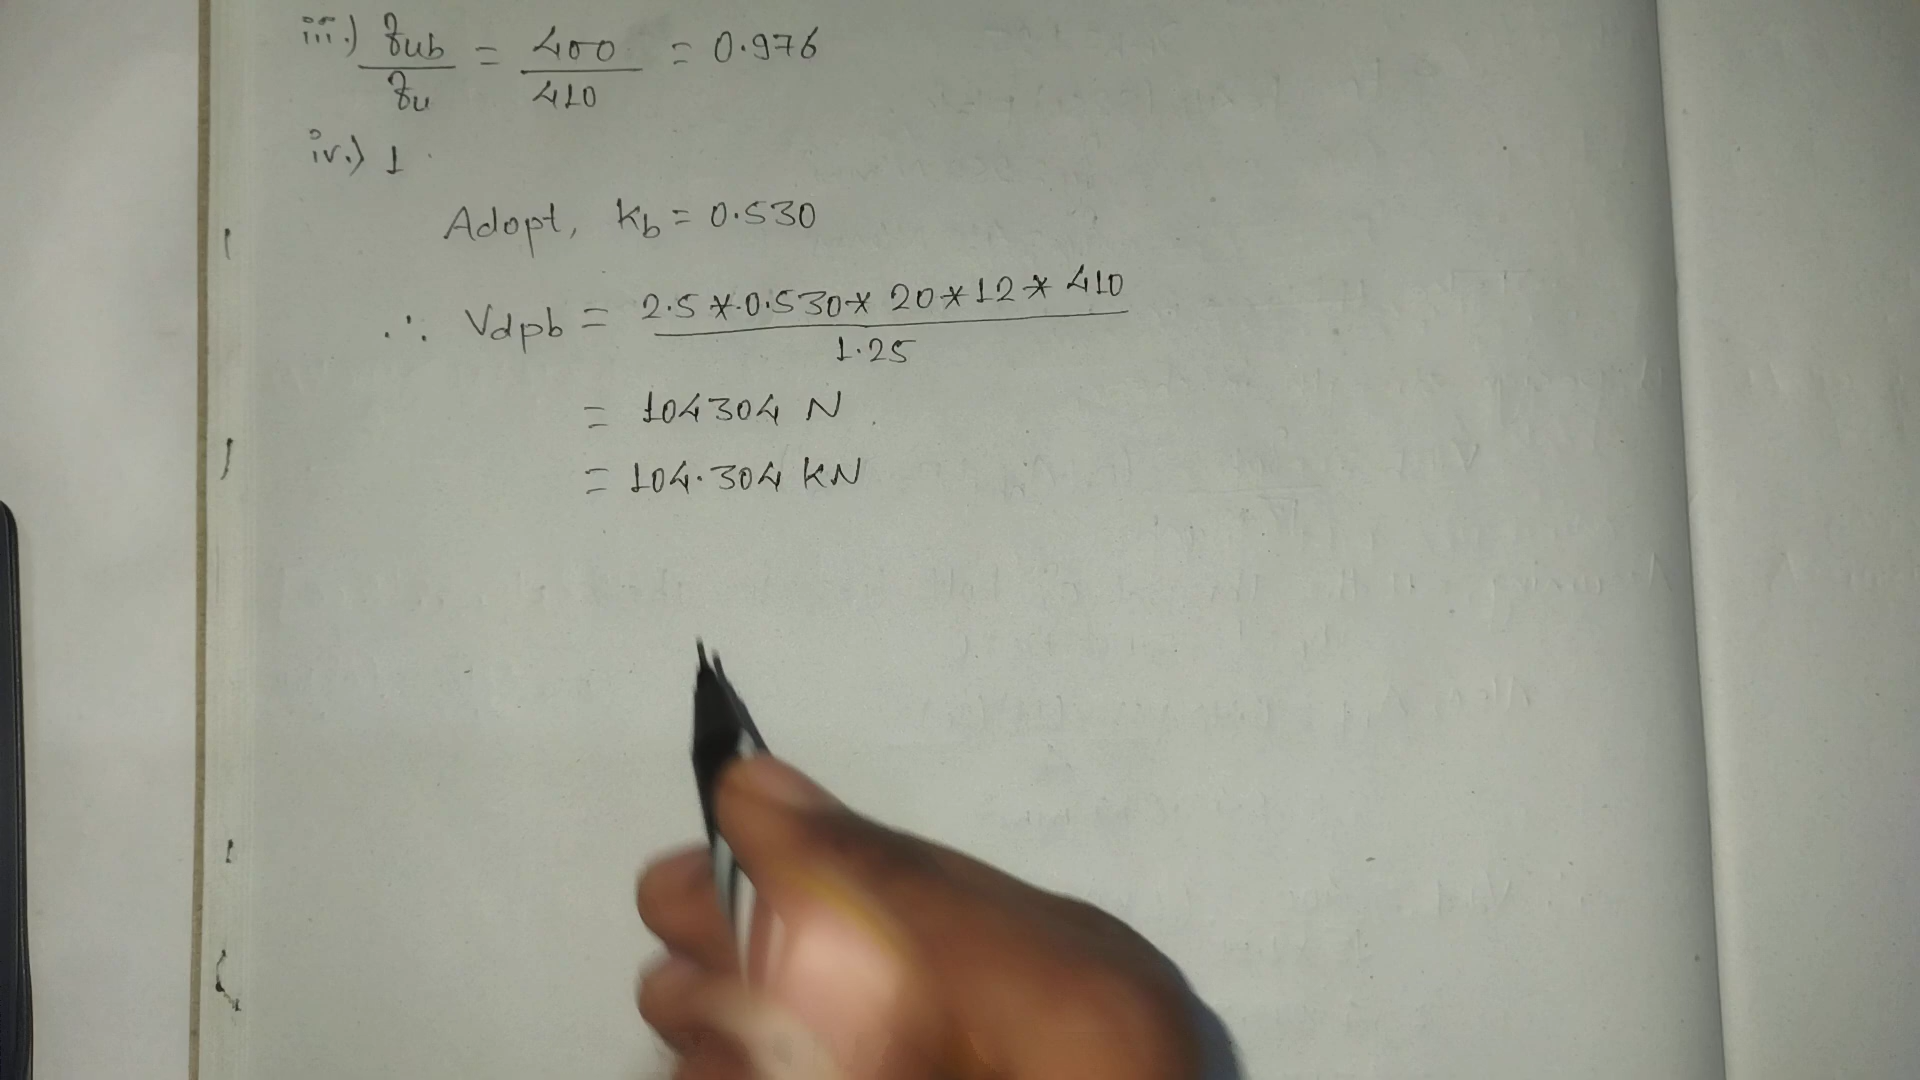 iii.) fub / fu = 400 / 410 = 0.976
iv.) 1
Adopt, Kb = 0.530
∴ Vdpb = 2.5 * 0.530 * 20 * 12 * 410 / 1.25
= 104304 N
= 104.304 KN